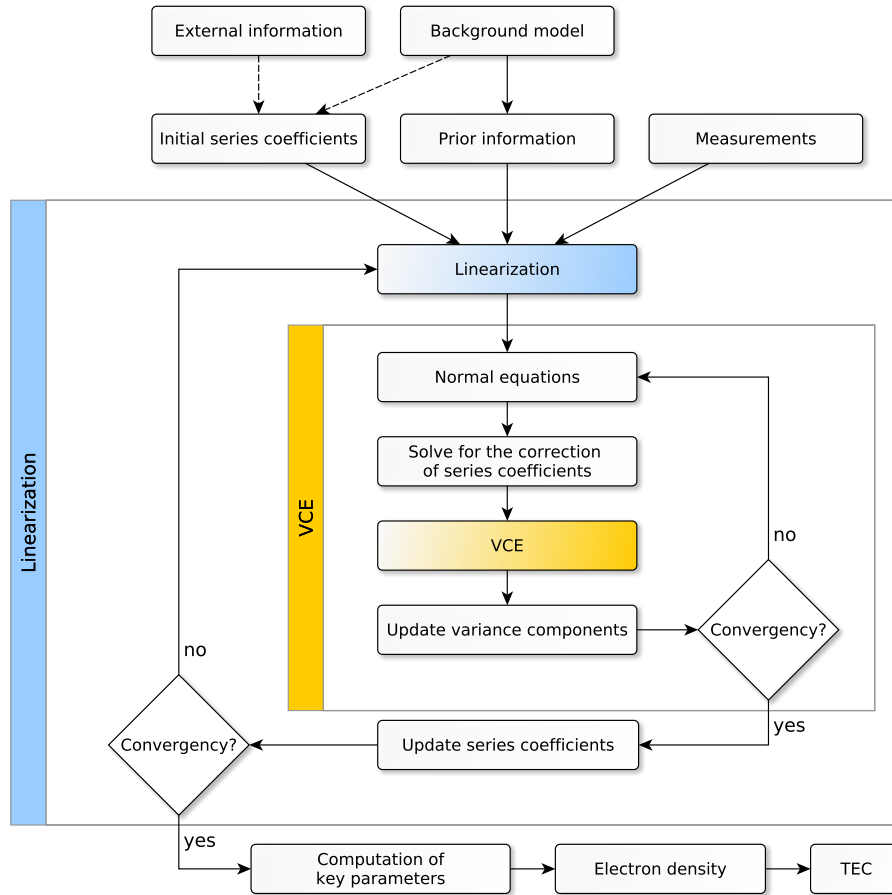 External information
Background model
Initial series coefficients
Prior information
Measurements
Linearization
Linearization
VCE
Normal equations
Solve for the correction
of series coefficients
VCE
no
Update variance components
Convergency?
no
yes
Convergency?
Update series coefficients
yes
Computation of
key parameters
Electron density
TEC